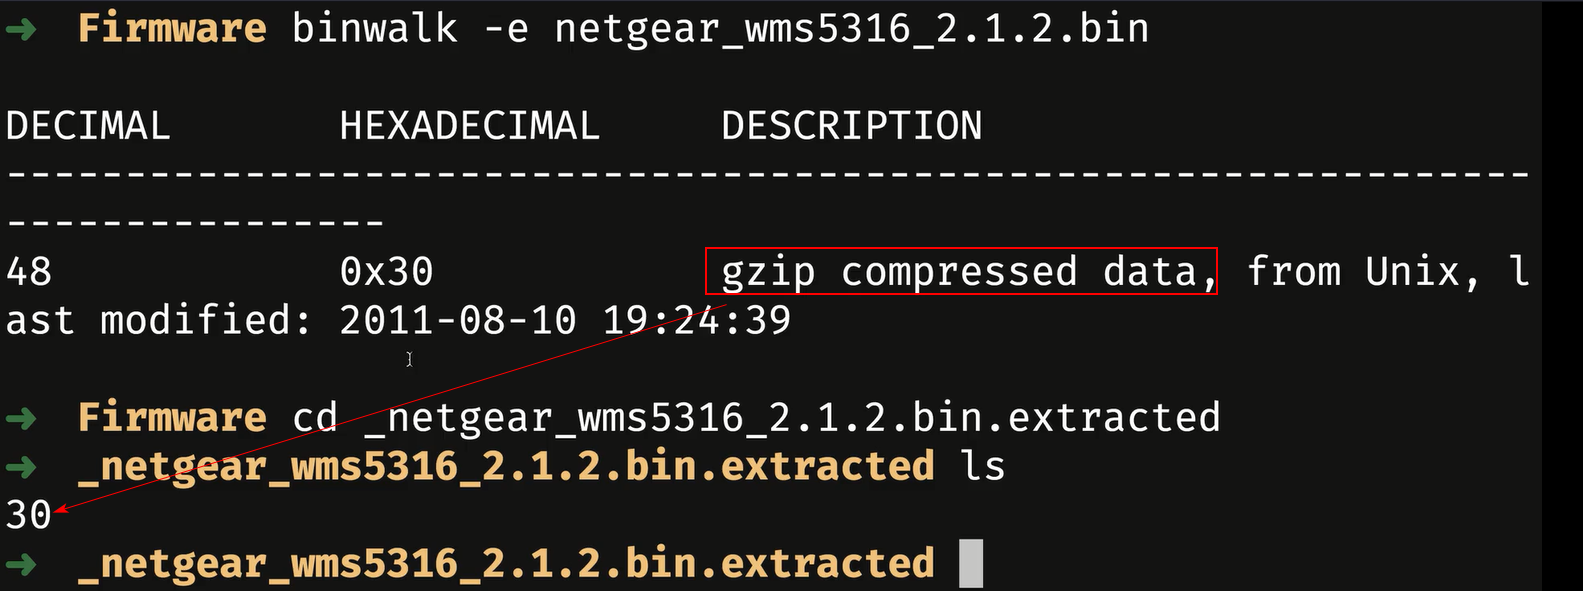 ➜ Firmware binwalk -e netgear_wms5316_2.1.2.bin
DECIMAL HEXADECIMAL DESCRIPTION
----------------------------------------------------------------
----------------
48 0x30 gzip compressed data, from Unix, l
ast modified: 2011-08-10 19:24:39
➜ Firmware cd _netgear_wms5316_2.1.2.bin.extracted
➜ _netgear_wms5316_2.1.2.bin.extracted ls
30
➜ _netgear_wms5316_2.1.2.bin.extracted